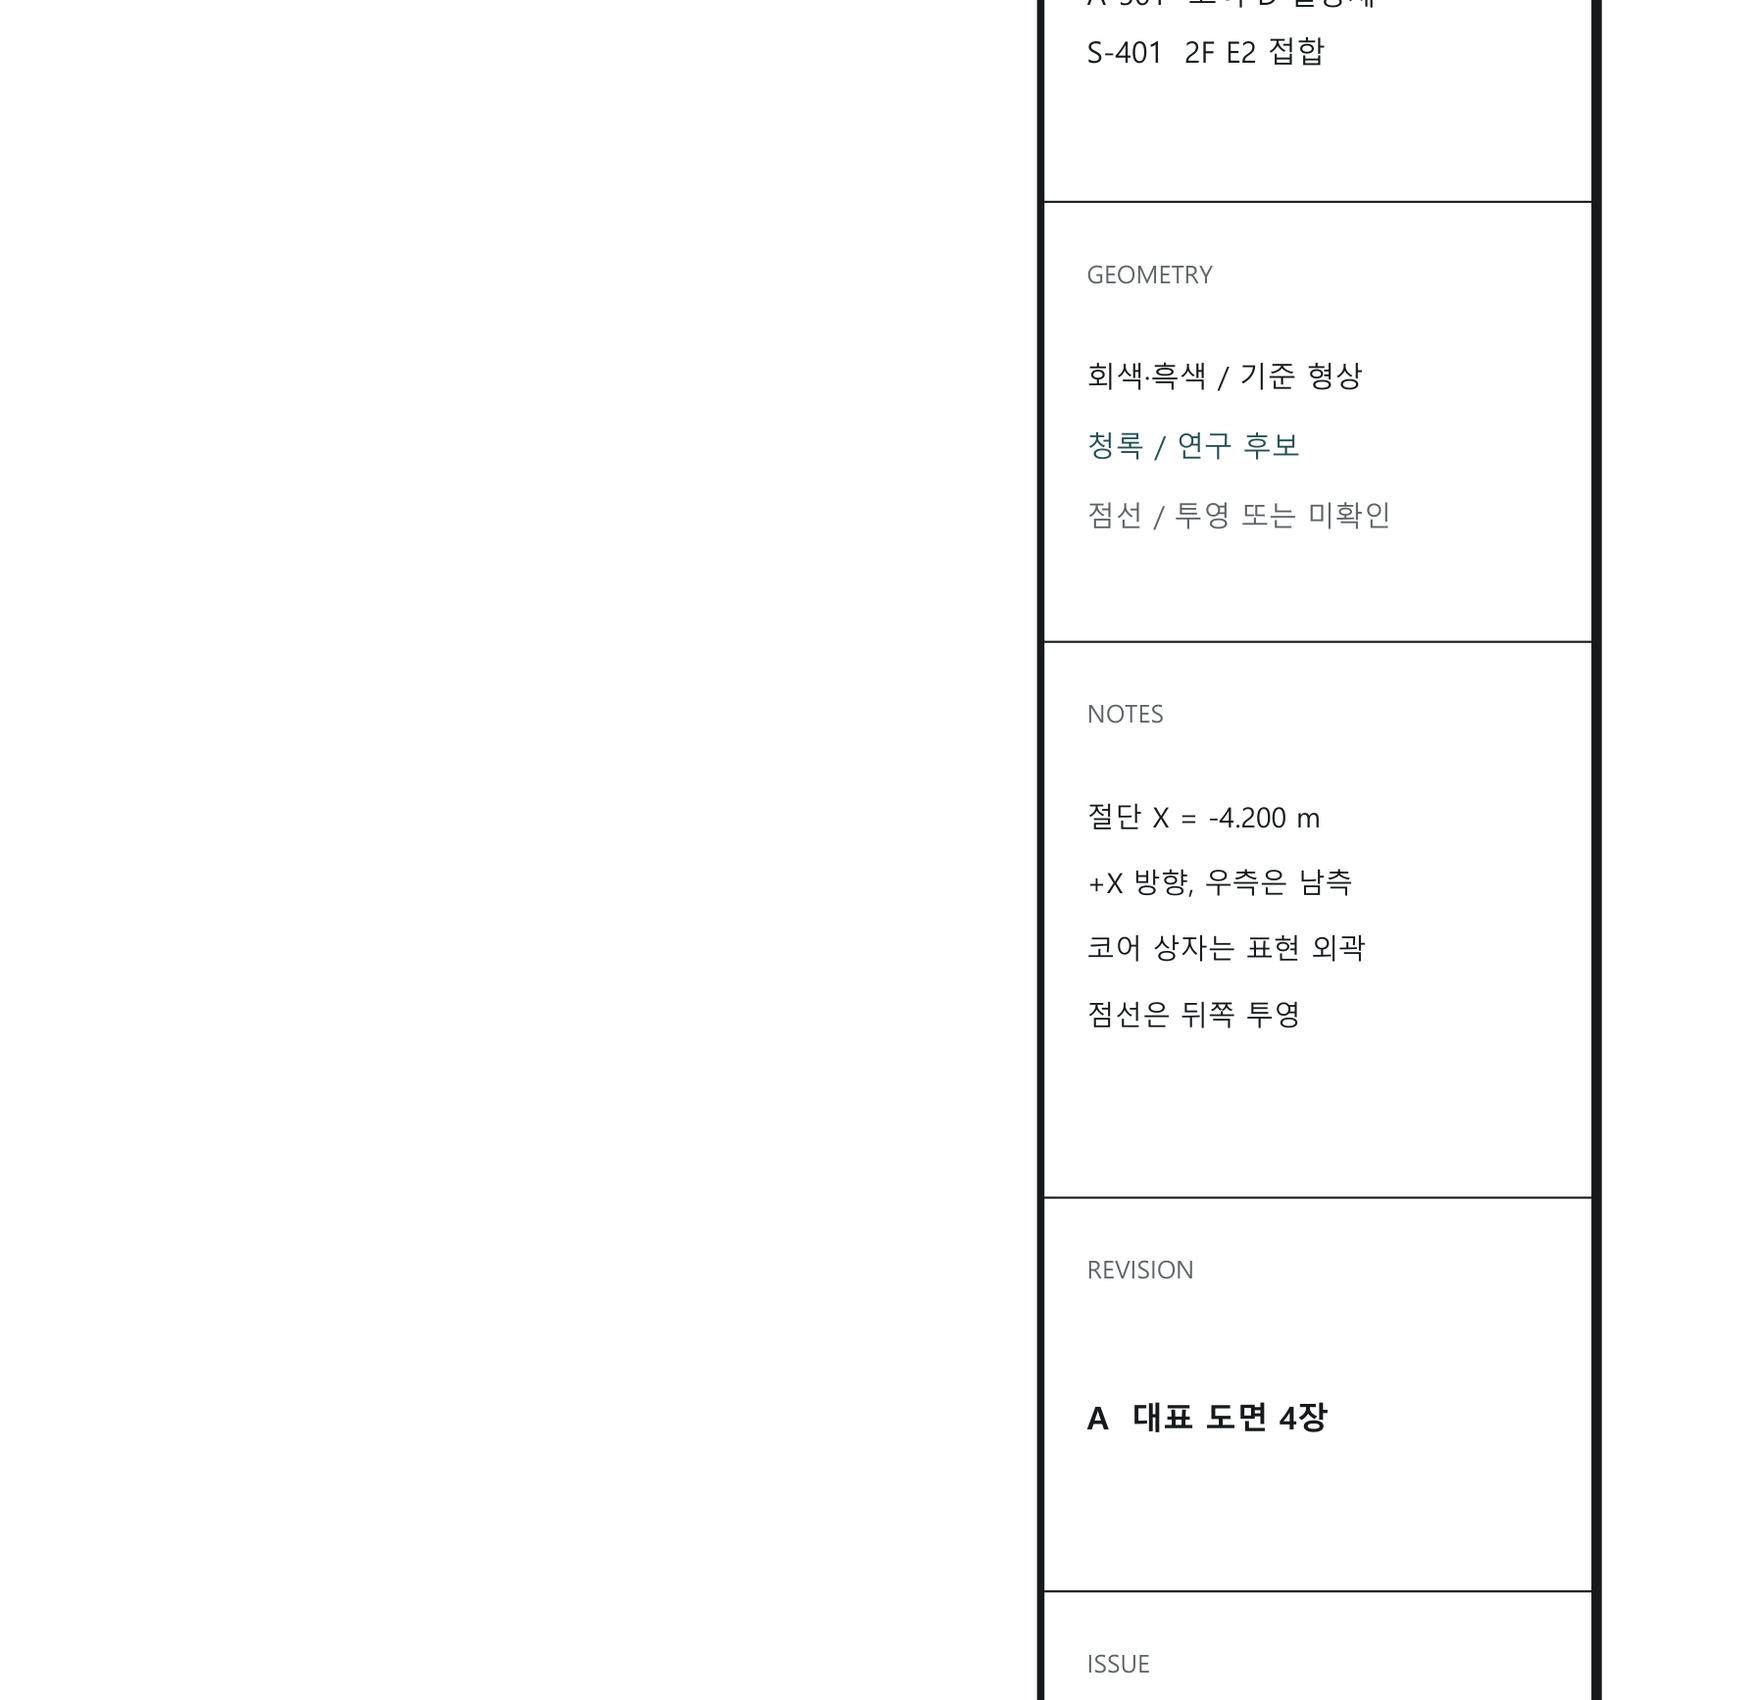 S-401 2F E2 접합
GEOMETRY
회색·흑색 / 기준 형상
청록 / 연구 후보
점선 / 투영 또는 미확인
NOTES
절단 X = -4.200 m
+X 방향, 우측은 남측
코어 상자는 표현 외곽
점선은 뒤쪽 투영
REVISION
A 대표 도면 4장
ISSUE